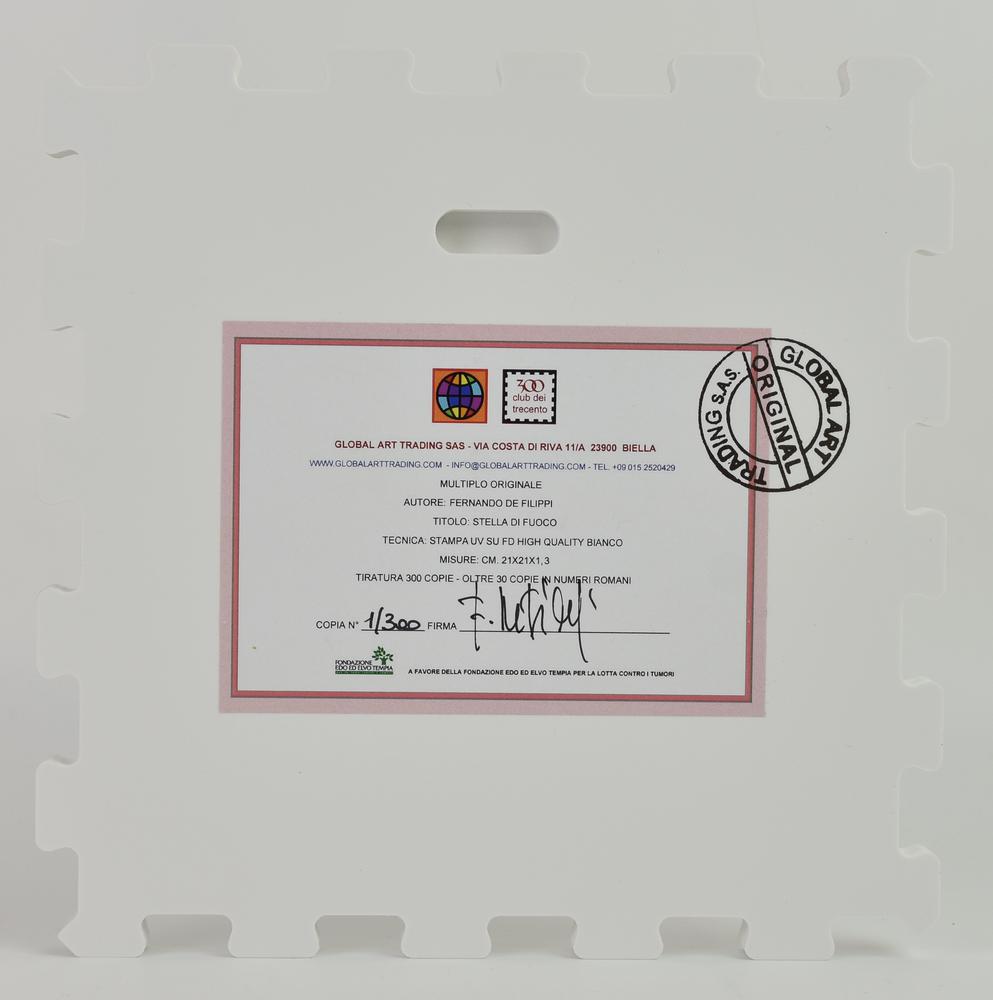 300
club dei
trecento
GLOBAL ART TRADING SAS - VIA COSTA DI RIVA 11/A 23900 BIELLA
WWW.GLOBALARTTRADING.COM - INFO@GLOBALARTTRADING.COM - TEL. +09 015 2520429
MULTIPLO ORIGINALE
AUTORE: FERNANDO DE FILIPPI
TITOLO: STELLA DI FUOCO
TECNICA: STAMPA UV SU FD HIGH QUALITY BIANCO
MISURE: CM. 21X21X1,3
TIRATURA 300 COPIE - OLTRE 30 COPIE IN NUMERI ROMANI
COPIA N° 1/300 FIRMA
FONDAZIONE
EDO ED ELVO TEMPIA
A FAVORE DELLA FONDAZIONE EDO ED ELVO TEMPIA PER LA LOTTA CONTRO I TUMORI
GLOBAL ART
TRADING S.A.S.
ORIGINAL